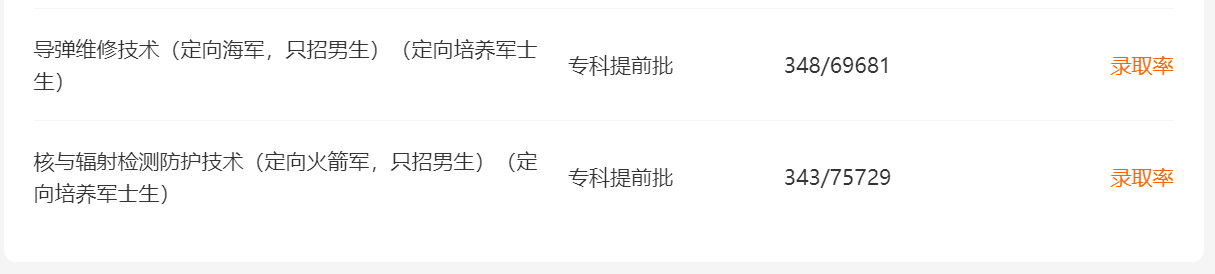 导弹维修技术（定向海军，只招男生）（定向培养军士
生）
专科提前批
348/69681
录取率
核与辐射检测防护技术（定向火箭军，只招男生）（定
向培养军士生）
专科提前批
343/75729
录取率